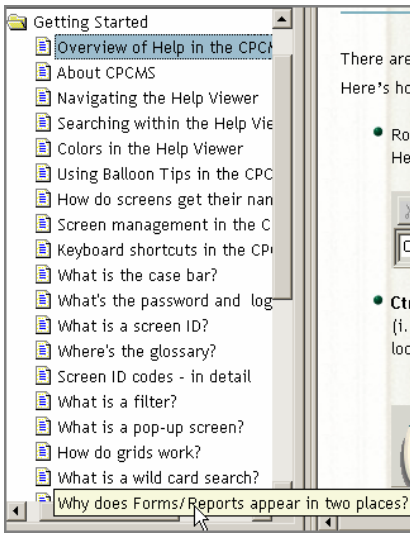 Getting Started
Overview of Help in the CPCM
About CPCMS
Navigating the Help Viewer
Searching within the Help Vie
Colors in the Help Viewer
Using Balloon Tips in the CPC
How do screens get their nan
Screen management in the C
Keyboard shortcuts in the CP
What is the case bar?
What's the password and log
What is a screen ID?
Where's the glossary?
Screen ID codes - in detail
What is a filter?
What is a pop-up screen?
How do grids work?
What is a wild card search?
Why does Forms/Reports appear in two places?
There are
Here's ho
Ro
He
Ct
(i.
loc